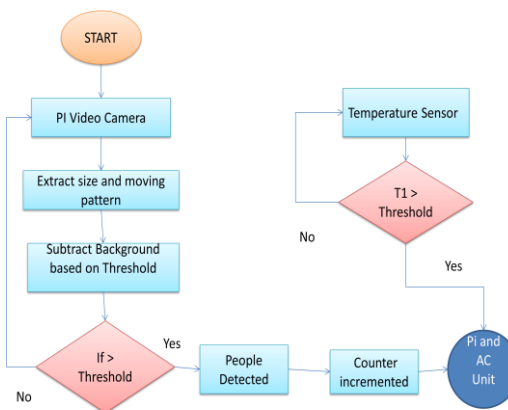 START
PI Video Camera
Extract size and moving
pattern
Subtract Background
based on Threshold
If >
Threshold
Yes
No
People
Detected
Counter
incremented
Temperature Sensor
T1 >
Threshold
No
Yes
Pi and
AC
Unit